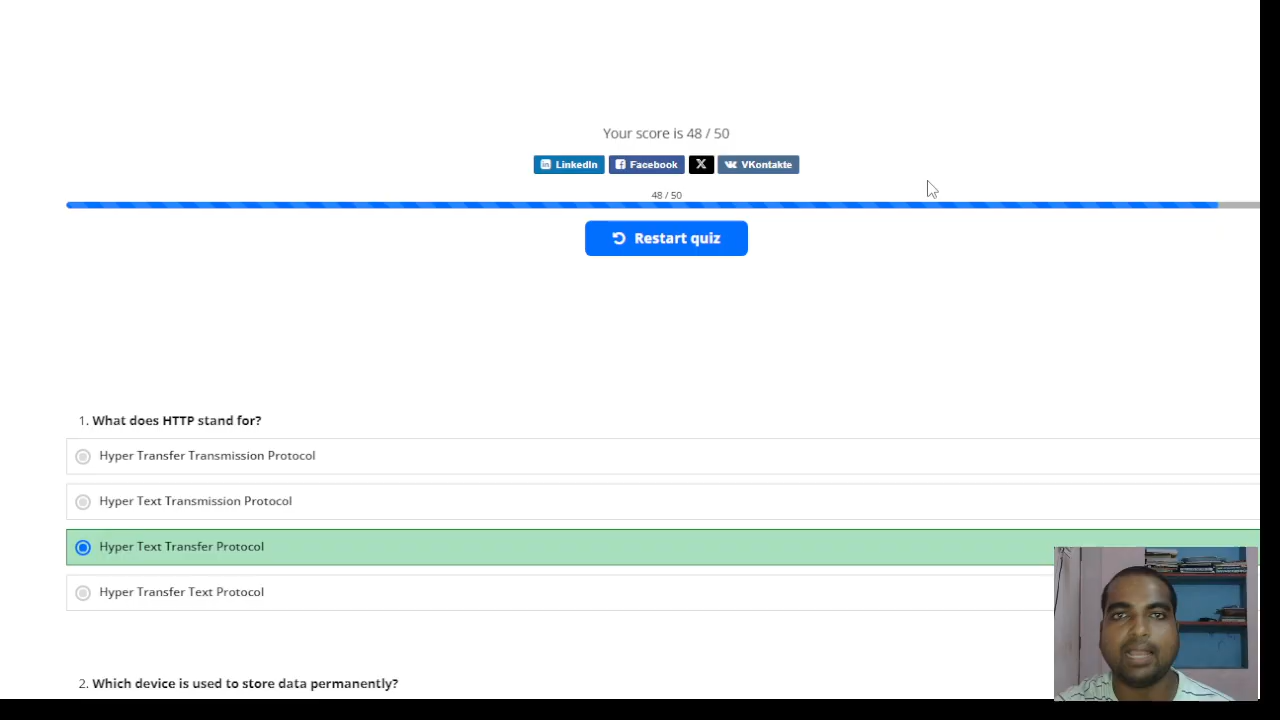 Your score is 48 / 50
LinkedIn Facebook X VKontakte
48 / 50
Restart quiz
1. What does HTTP stand for?
Hyper Transfer Transmission Protocol
Hyper Text Transmission Protocol
Hyper Text Transfer Protocol
Hyper Transfer Text Protocol
2. Which device is used to store data permanently?